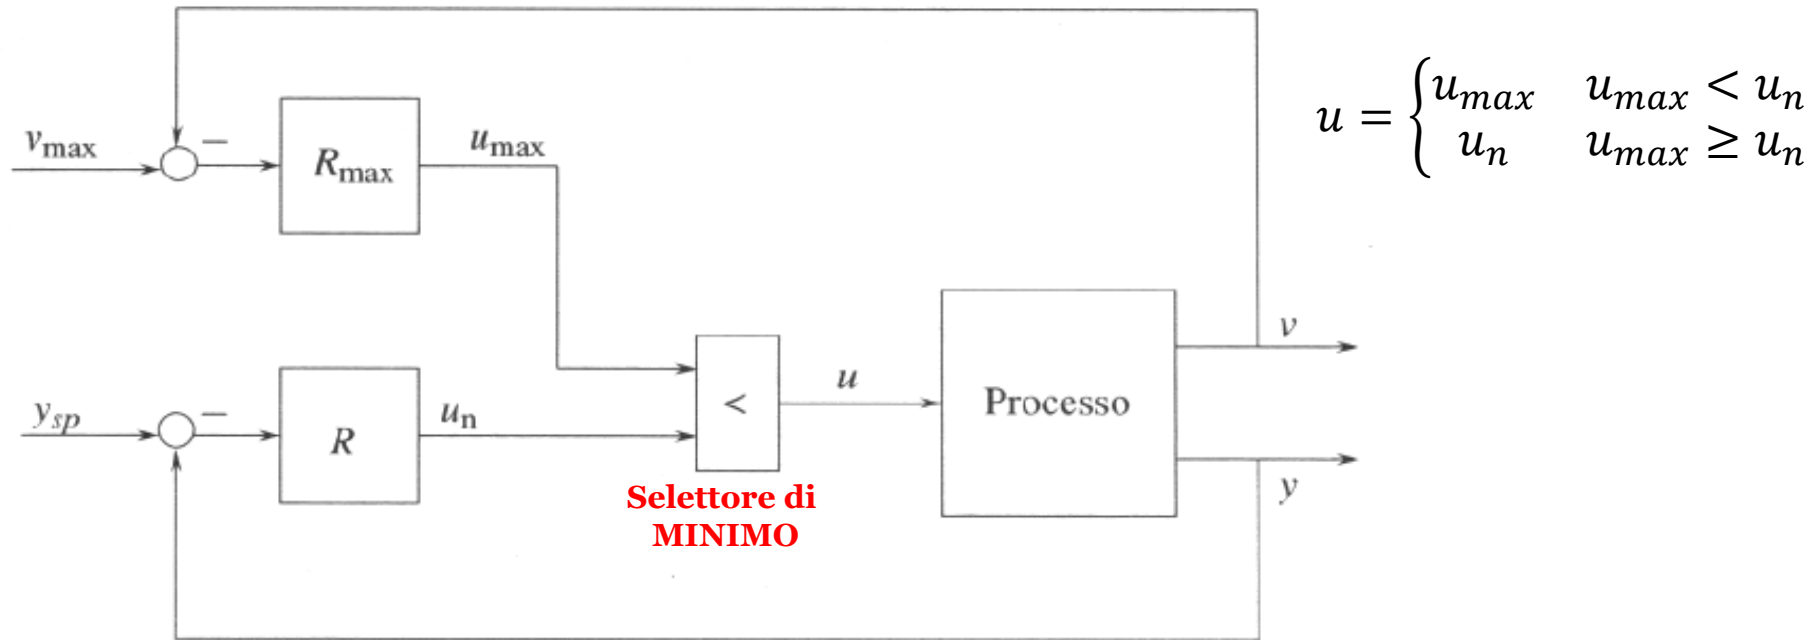 v_max
−
R_max
u_max
u = { u_max   u_max < u_n
u_n   u_max ≥ u_n
y_sp
−
R
u_n
<
u
Processo
v
y
Selettore di
MINIMO